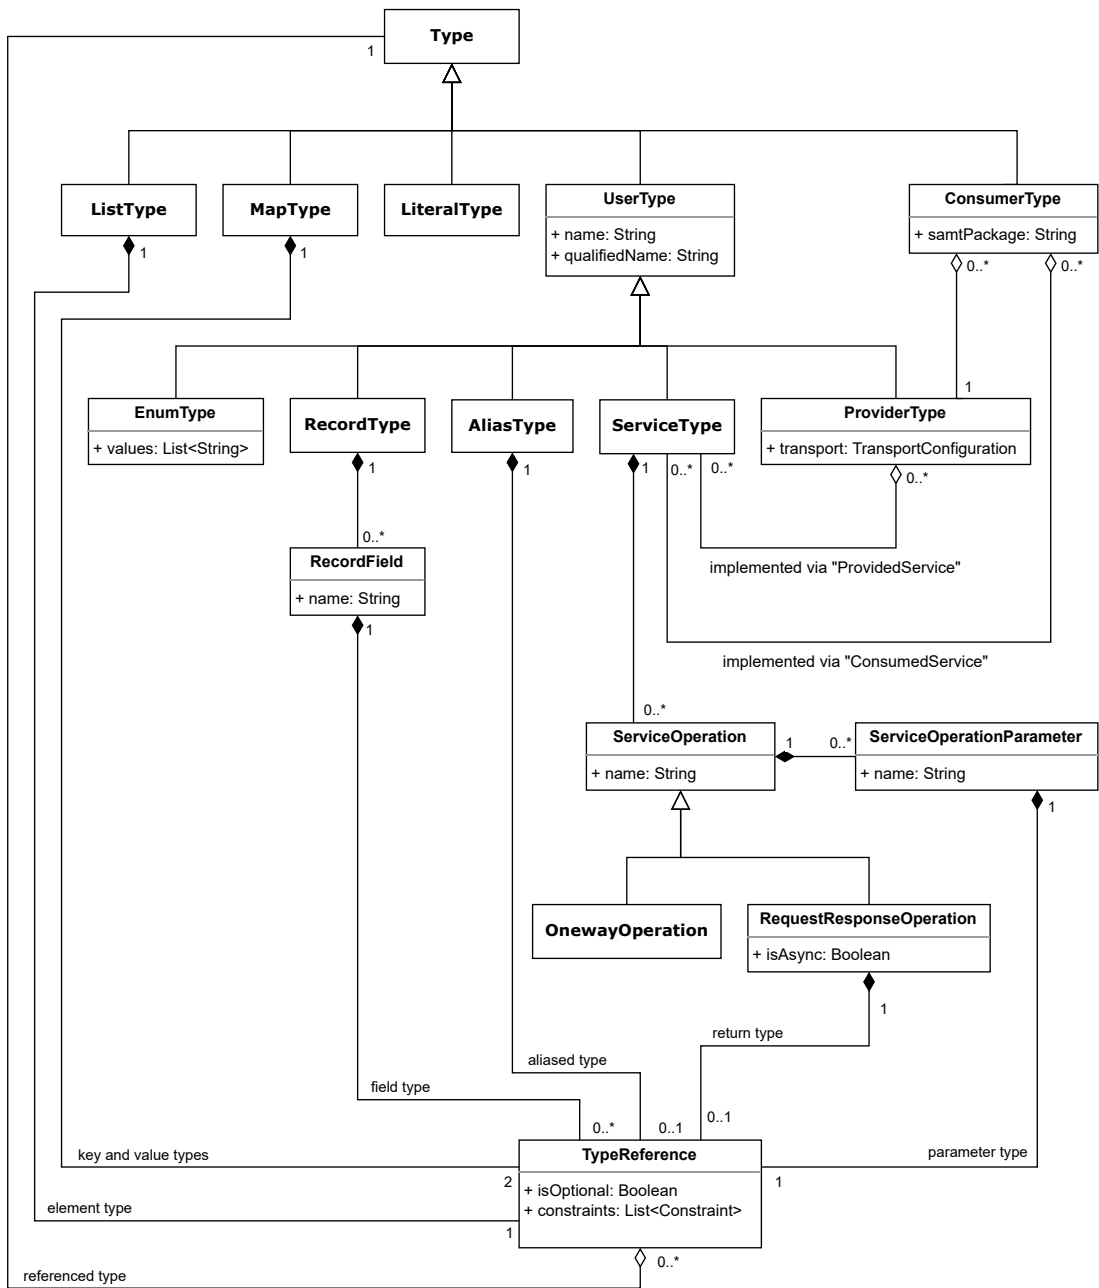 Type
1
ListType
MapType
LiteralType
UserType
+ name: String
+ qualifiedName: String
ConsumerType
+ samtPackage: String
1
1
0..*
0..*
1
EnumType
+ values: List<String>
RecordType
AliasType
ServiceType
ProviderType
+ transport: TransportConfiguration
1
1
1
0..*
0..*
0..*
0..*
RecordField
+ name: String
implemented via "ProvidedService"
1
implemented via "ConsumedService"
0..*
ServiceOperation
+ name: String
1
0..*
ServiceOperationParameter
+ name: String
1
OnewayOperation
RequestResponseOperation
+ isAsync: Boolean
1
return type
aliased type
field type
0..*
0..1
0..1
key and value types
2
TypeReference
+ isOptional: Boolean
+ constraints: List<Constraint>
parameter type
1
element type
1
referenced type
0..*